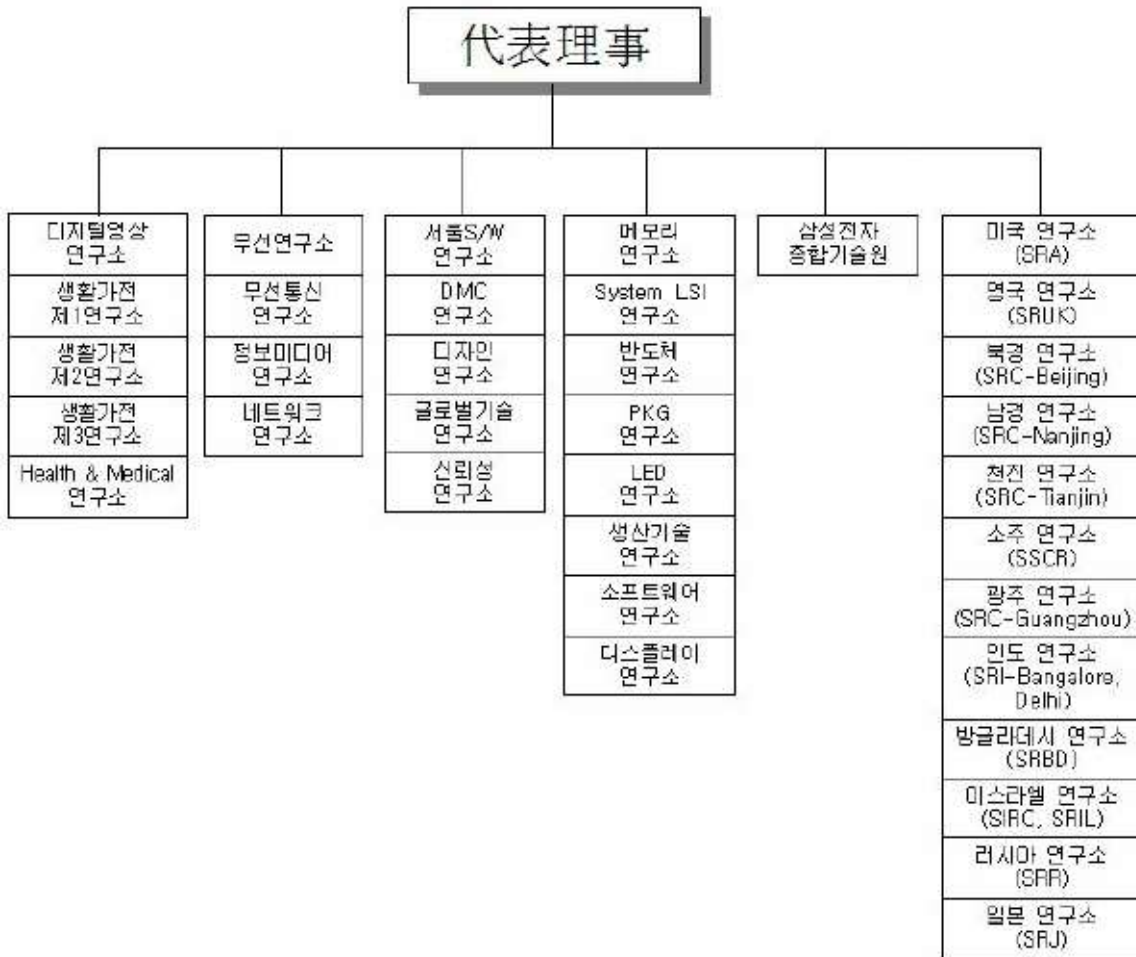 代表理事
디지털영상
연구소
생활가전
제1연구소
생활가전
제2연구소
생활가전
제3연구소
Health & Medical
연구소
무선연구소
무선통신
연구소
정보미디어
연구소
네트워크
연구소
서울S/W
연구소
DMC
연구소
디자인
연구소
글로벌기술
연구소
신뢰성
연구소
메모리
연구소
System LSI
연구소
반도체
연구소
PKG
연구소
LED
연구소
생산기술
연구소
소프트웨어
연구소
디스플레이
연구소
삼성전자
종합기술원
미국 연구소
(SRA)
영국 연구소
(SRUK)
북경 연구소
(SRC-Beijing)
남경 연구소
(SRC-Nanjing)
천진 연구소
(SRC-Tianjin)
소주 연구소
(SSCR)
광주 연구소
(SRC-Guangzhou)
인도 연구소
(SRI-Bangalore,
Delhi)
방글라데시 연구소
(SRBD)
이스라엘 연구소
(SIRC, SRIL)
러시아 연구소
(SRR)
일본 연구소
(SRJ)